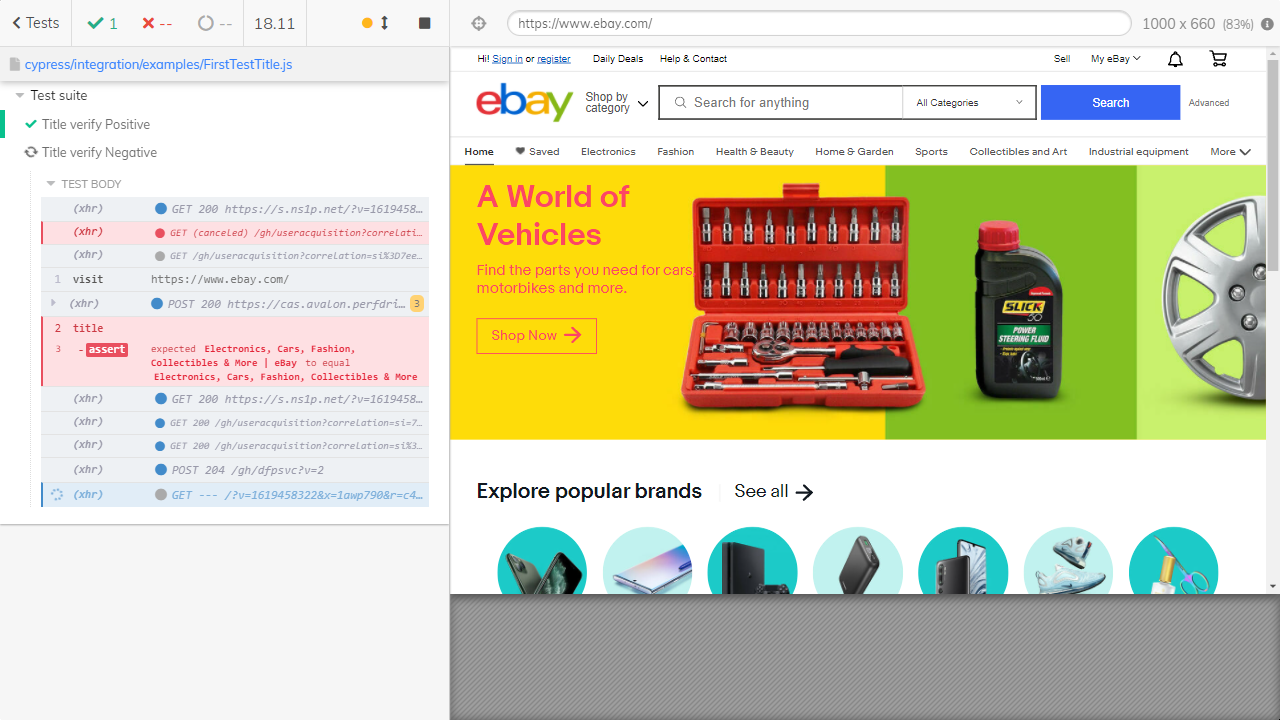 Tests
1
--
--
18.11
https://www.ebay.com/
1000 x 660 (83%)
cypress/integration/examples/FirstTestTitle.js
Test suite
Title verify Positive
Title verify Negative
TEST BODY
(xhr) GET 200 https://s.ns1p.net/?v=1619458…
(xhr) GET (canceled) /gh/useracquisition?correlati…
(xhr) GET /gh/useracquisition?correlation=si%3D7ee…
1 visit https://www.ebay.com/
(xhr) POST 200 https://cas.avalon.perfdri… 3
2 title
3 -assert expected Electronics, Cars, Fashion,
Collectibles & More | eBay to equal
Electronics, Cars, Fashion, Collectibles & More
(xhr) GET 200 https://s.ns1p.net/?v=1619458…
(xhr) GET 200 /gh/useracquisition?correlation=si=7…
(xhr) GET 200 /gh/useracquisition?correlation=si%3…
(xhr) POST 204 /gh/dfpsvc?v=2
(xhr) GET --- /?v=1619458322&x=1awp790&r=c4…
Hi! Sign in or register Daily Deals Help & Contact Sell My eBay
ebay Shop by category Search for anything All Categories Search Advanced
Home Saved Electronics Fashion Health & Beauty Home & Garden Sports Collectibles and Art Industrial equipment More
A World of
Vehicles
Find the parts you need for cars,
motorbikes and more.
Shop Now
SLICK
50
POWER
STEERING FLUID
Explore popular brands See all